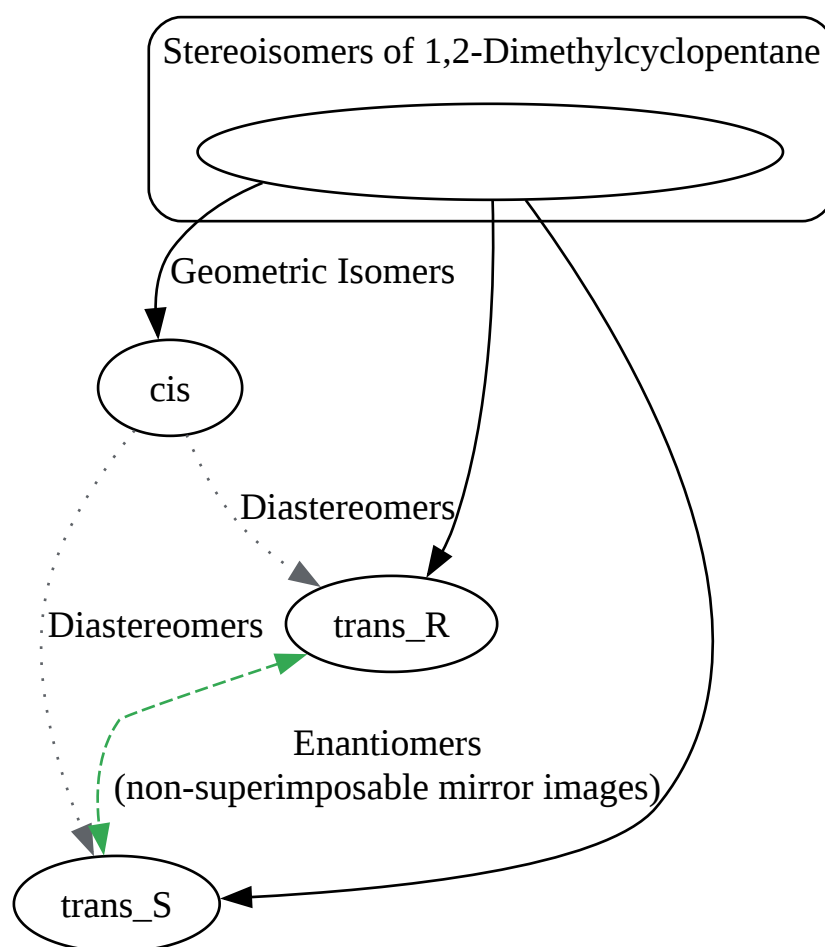 Stereoisomers of 1,2-Dimethylcyclopentane
Geometric Isomers
cis
Diastereomers
Diastereomers
trans_R
Enantiomers
(non-superimposable mirror images)
trans_S